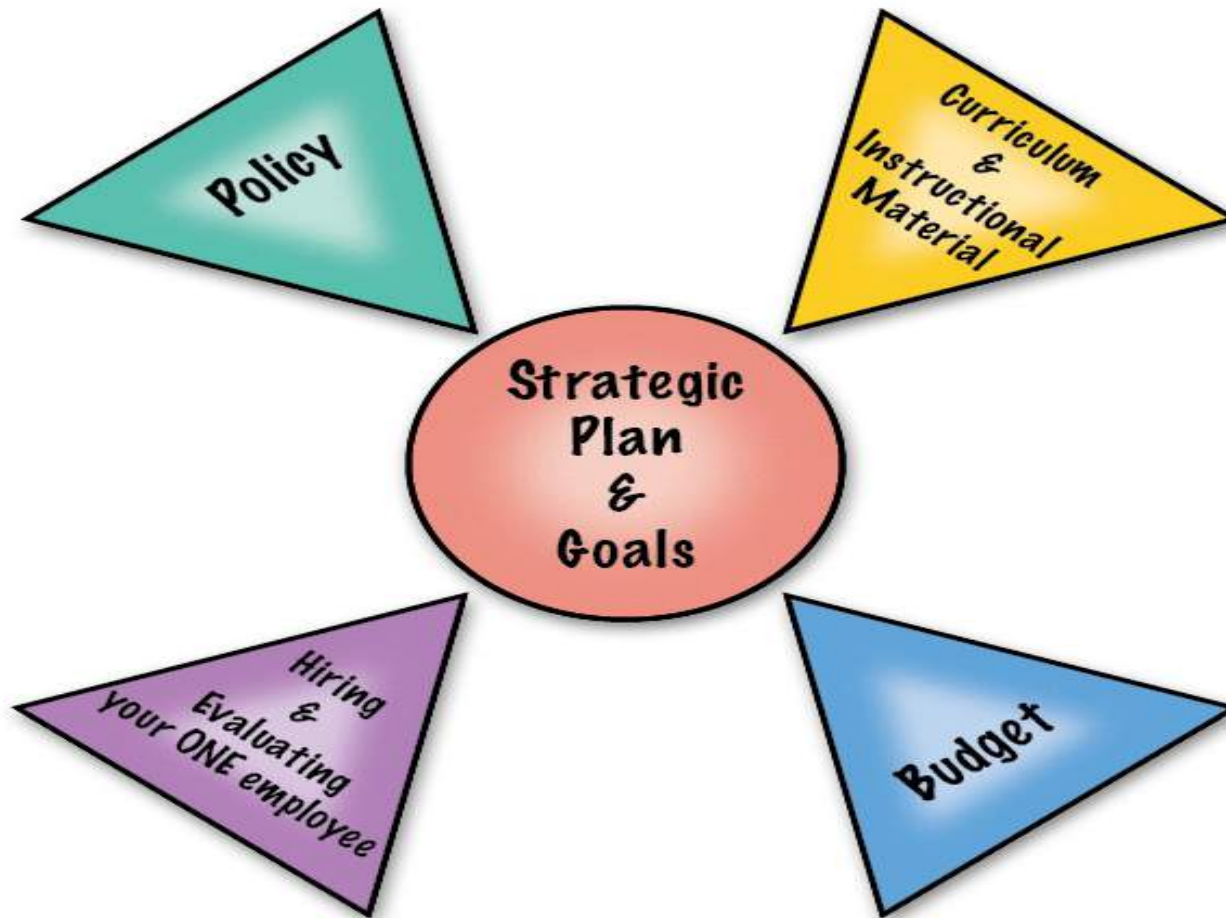 Policy
Curriculum
&
Instructional
Material
Strategic
Plan
&
Goals
Hiring
&
Evaluating
your ONE employee
Budget